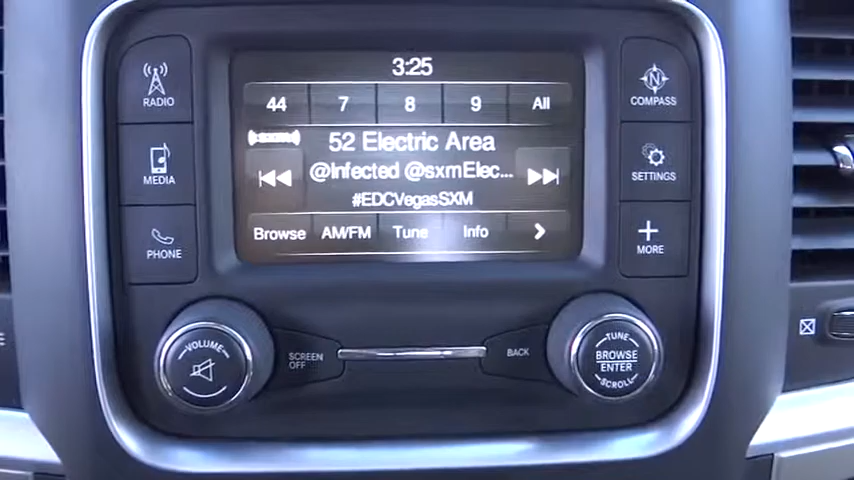 3:25
RADIO
COMPASS
44 7 8 9 All
((SXM))
52 Electric Area
MEDIA
@Infected @sxmElec...
SETTINGS
#EDCVegasSXM
PHONE
Browse AM/FM Tune Info
MORE
VOLUME
SCREEN
OFF
BACK
TUNE
BROWSE
ENTER
SCROLL